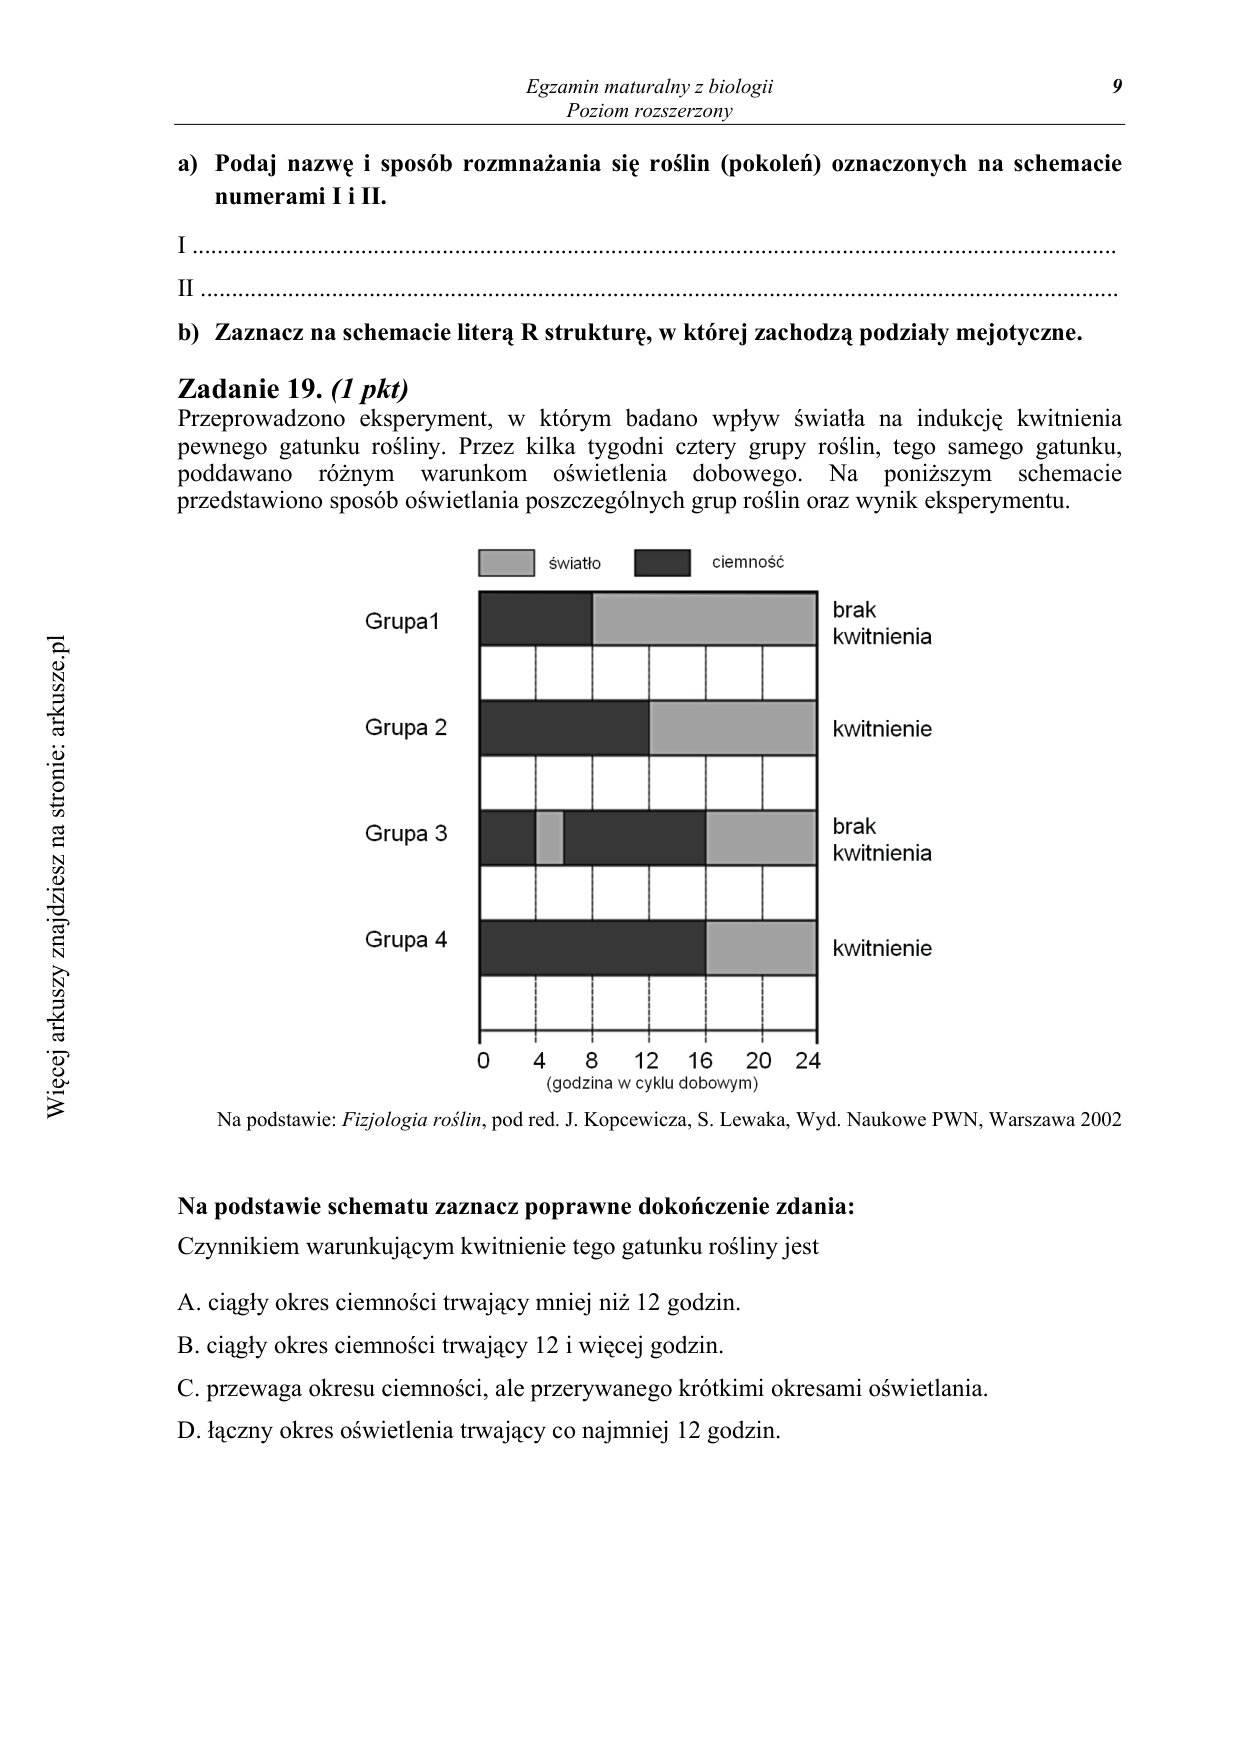 Egzamin maturalny z biologii 9
Poziom rozszerzony
a) Podaj nazwę i sposób rozmnażania się roślin (pokoleń) oznaczonych na schemacie
numerami I i II.
I ....................................................................................................................................................
II ...................................................................................................................................................
b) Zaznacz na schemacie literą R strukturę, w której zachodzą podziały mejotyczne.
Zadanie 19. (1 pkt)
Przeprowadzono eksperyment, w którym badano wpływ światła na indukcję kwitnienia
pewnego gatunku rośliny. Przez kilka tygodni cztery grupy roślin, tego samego gatunku,
poddawano różnym warunkom oświetlenia dobowego. Na poniższym schemacie
przedstawiono sposób oświetlania poszczególnych grup roślin oraz wynik eksperymentu.
światło ciemność
Grupa1 brak
kwitnienia
Grupa 2 kwitnienie
Grupa 3 brak
kwitnienia
Grupa 4 kwitnienie
0 4 8 12 16 20 24
(godzina w cyklu dobowym)
Na podstawie: Fizjologia roślin, pod red. J. Kopcewicza, S. Lewaka, Wyd. Naukowe PWN, Warszawa 2002
Na podstawie schematu zaznacz poprawne dokończenie zdania:
Czynnikiem warunkującym kwitnienie tego gatunku rośliny jest
A. ciągły okres ciemności trwający mniej niż 12 godzin.
B. ciągły okres ciemności trwający 12 i więcej godzin.
C. przewaga okresu ciemności, ale przerywanego krótkimi okresami oświetlania.
D. łączny okres oświetlenia trwający co najmniej 12 godzin.
Więcej arkuszy znajdziesz na stronie: arkusze.pl